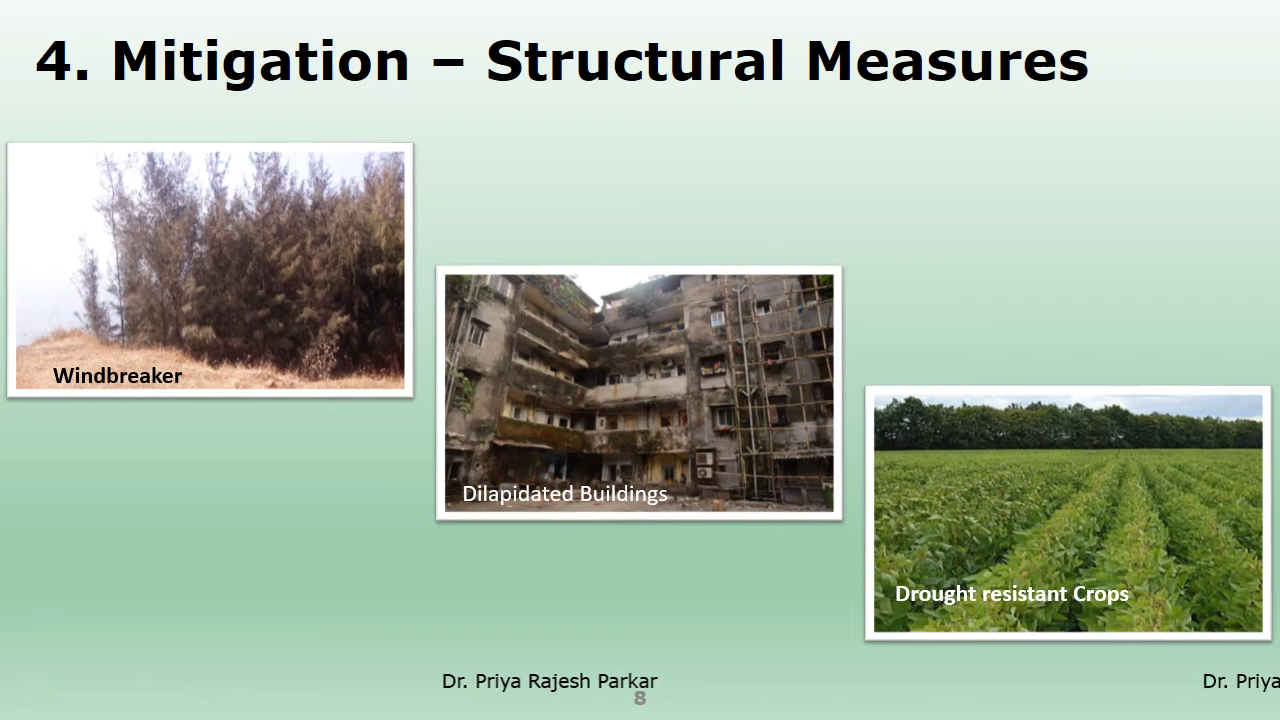 4. Mitigation – Structural Measures
Windbreaker
Dilapidated Buildings
Drought resistant Crops
Dr. Priya Rajesh Parkar
8
Dr. Priya